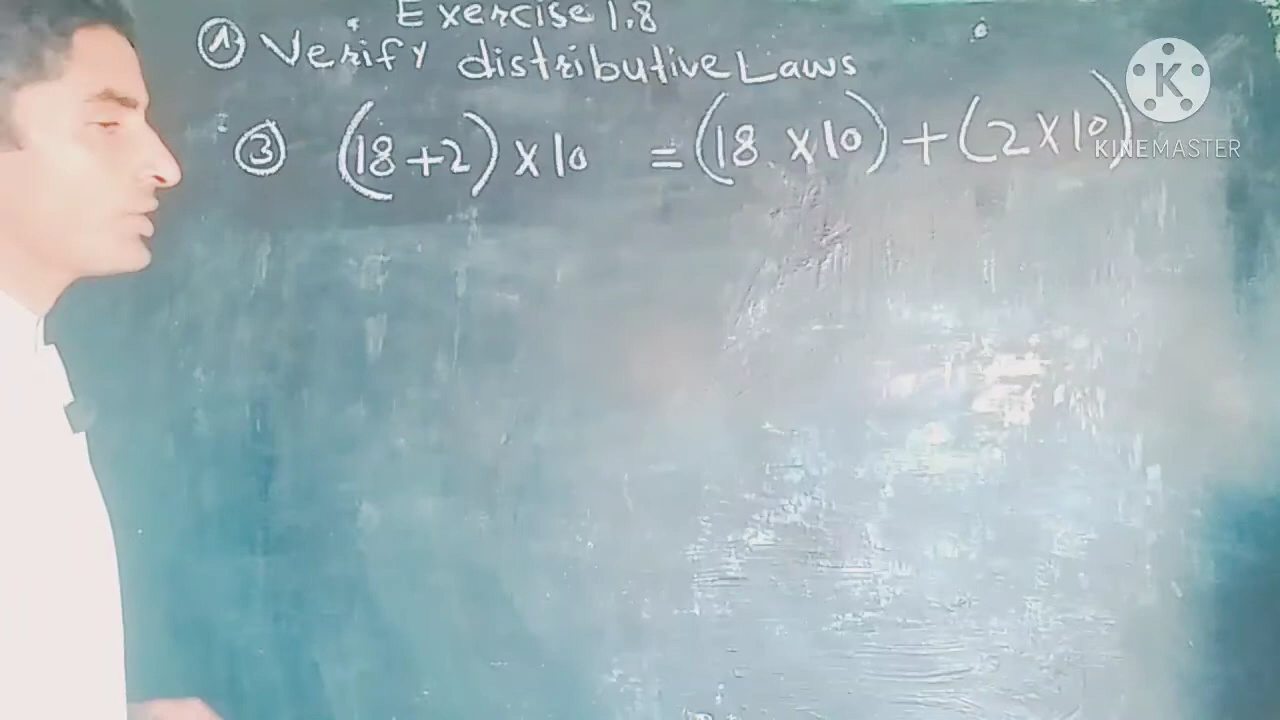 Exercise 1.8
① Verify distributive Laws
③ (18+2) × 10 = (18 × 10) + (2 × 10)
K
KINEMASTER